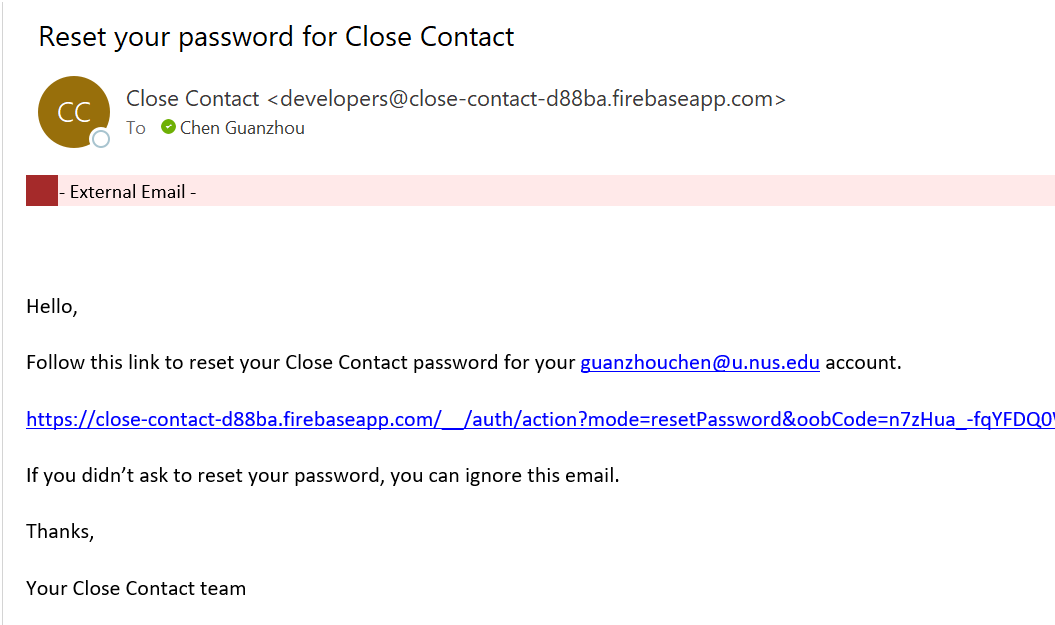 Reset your password for Close Contact
CC
Close Contact <developers@close-contact-d88ba.firebaseapp.com>
To Chen Guanzhou
- External Email -
Hello,
Follow this link to reset your Close Contact password for your guanzhouchen@u.nus.edu account.
https://close-contact-d88ba.firebaseapp.com/__/auth/action?mode=resetPassword&oobCode=n7zHua_-fqYFDQ0
If you didn’t ask to reset your password, you can ignore this email.
Thanks,
Your Close Contact team